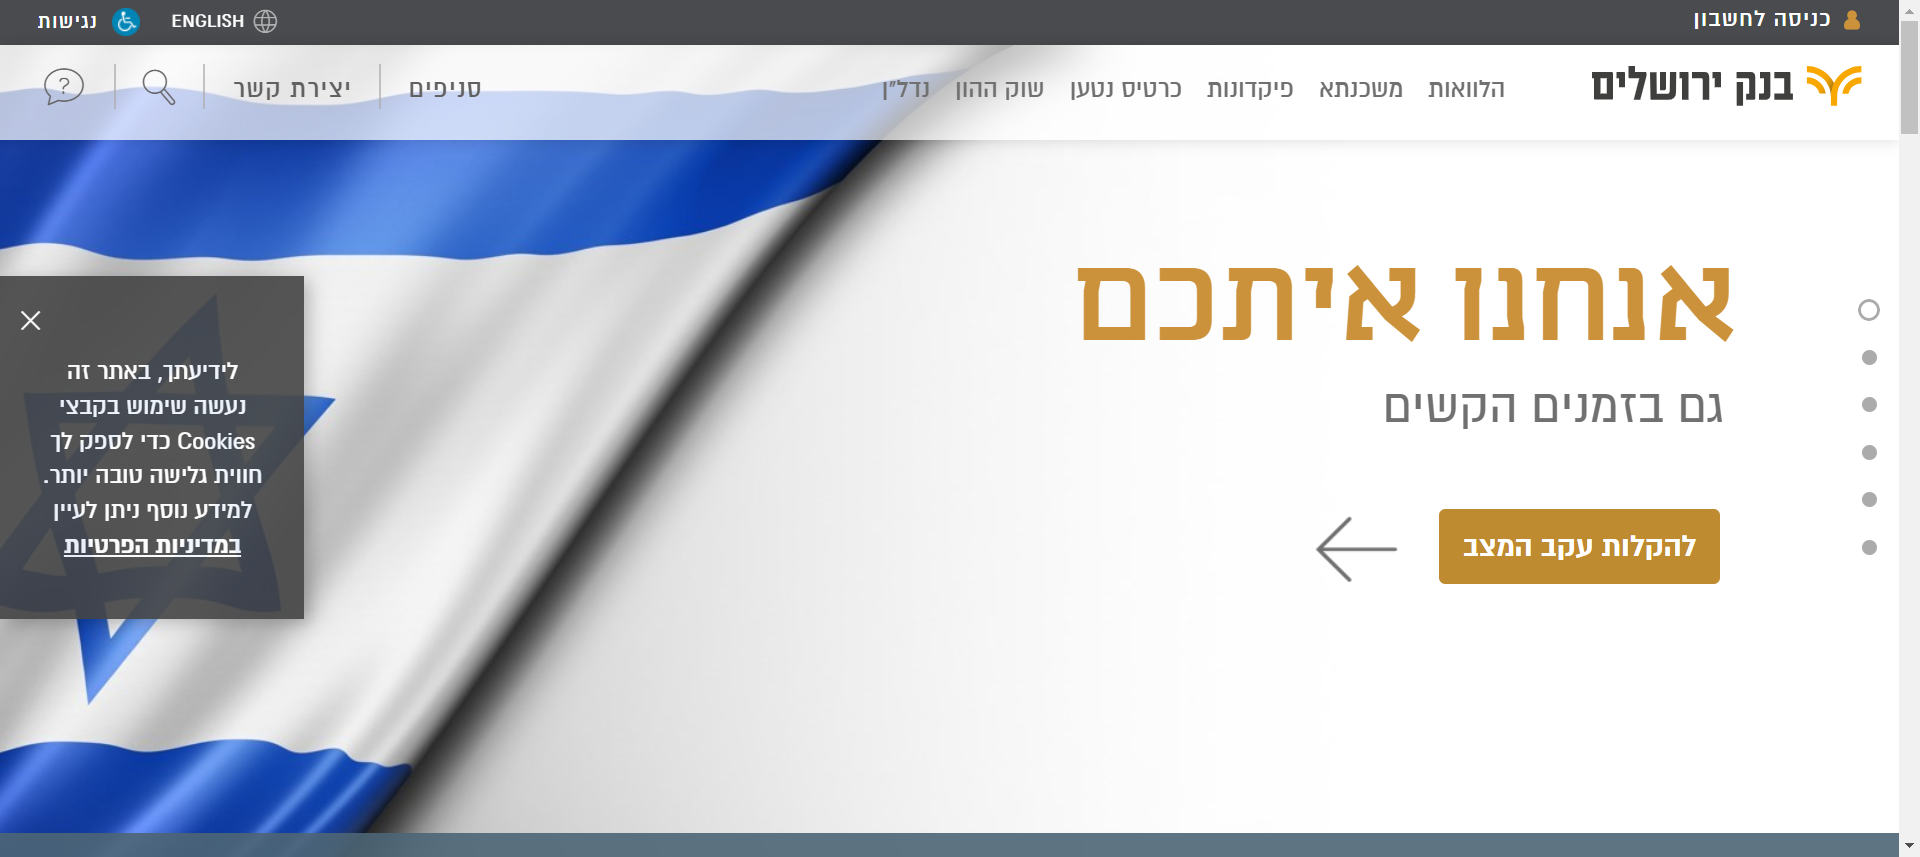 כניסה לחשבון
ENGLISH
נגישות
בנק ירושלים
הלוואות
משכנתא
פיקדונות
כרטיס נטען
שוק ההון
נדל"ן
סניפים
יצירת קשר
?
אנחנו איתכם
גם בזמנים הקשים
להקלות עקב המצב
לידיעתך, באתר זה
נעשה שימוש בקבצי
Cookies כדי לספק לך
חווית גלישה טובה יותר.
למידע נוסף ניתן לעיין
במדיניות הפרטיות